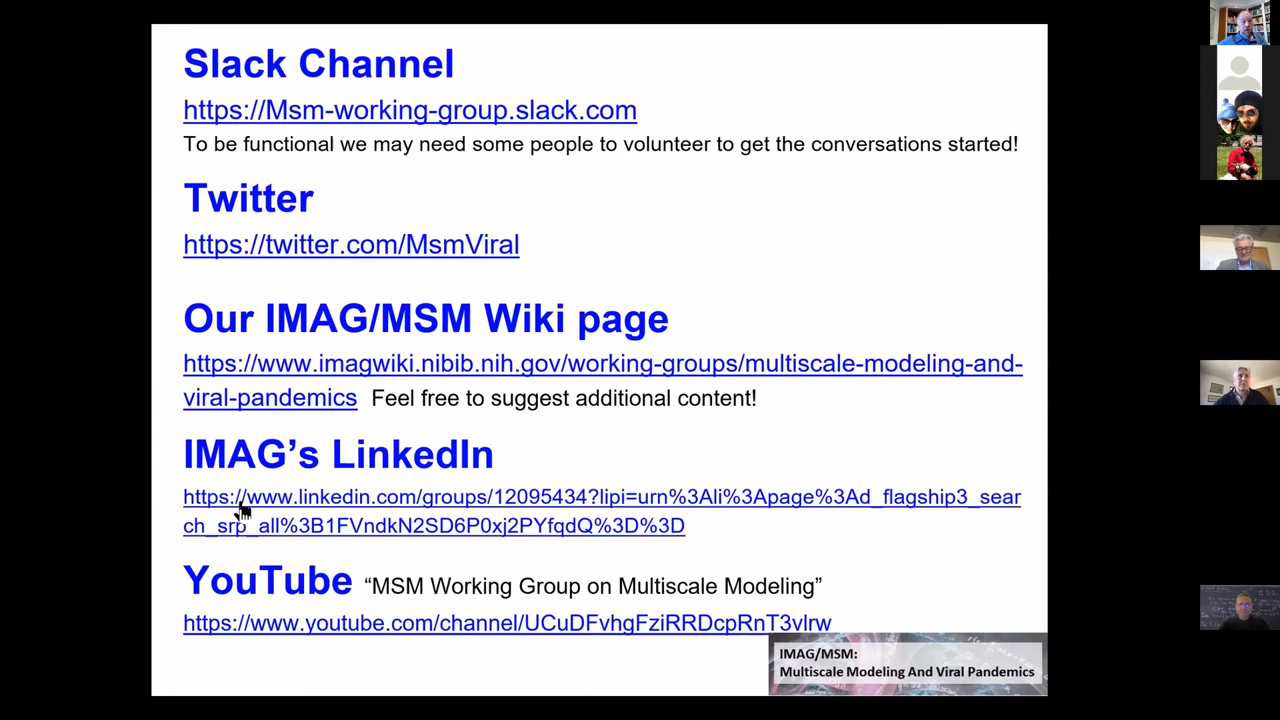 Slack Channel
https://Msm-working-group.slack.com
To be functional we may need some people to volunteer to get the conversations started!
Twitter
https://twitter.com/MsmViral
Our IMAG/MSM Wiki page
https://www.imagwiki.nibib.nih.gov/working-groups/multiscale-modeling-and-
viral-pandemics Feel free to suggest additional content!
IMAG’s LinkedIn
https://www.linkedin.com/groups/12095434?lipi=urn%3Ali%3Apage%3Ad_flagship3_sear
ch_srp_all%3B1FVndkN2SD6P0xj2PYfqdQ%3D%3D
YouTube “MSM Working Group on Multiscale Modeling”
https://www.youtube.com/channel/UCuDFvhgFziRRDcpRnT3vlrw
IMAG/MSM:
Multiscale Modeling And Viral Pandemics